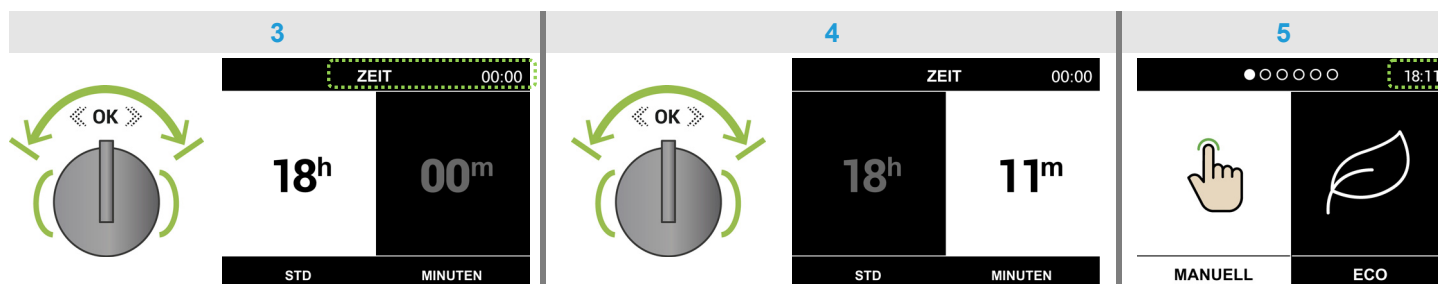 3
OK
ZEIT 00:00
18h 00m
STD MINUTEN
4
OK
ZEIT 00:00
18h 11m
STD MINUTEN
5
18:11
MANUELL ECO